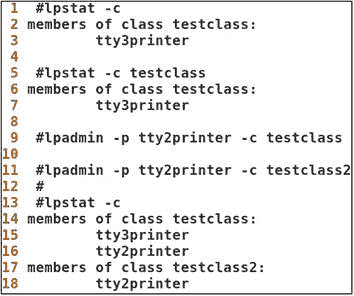 1 #lpstat -c
2 members of class testclass:
3 tty3printer
4
5 #lpstat -c testclass
6 members of class testclass:
7 tty3printer
8
9 #lpadmin -p tty2printer -c testclass
10
11 #lpadmin -p tty2printer -c testclass2
12 #
13 #lpstat -c
14 members of class testclass:
15 tty3printer
16 tty2printer
17 members of class testclass2:
18 tty2printer